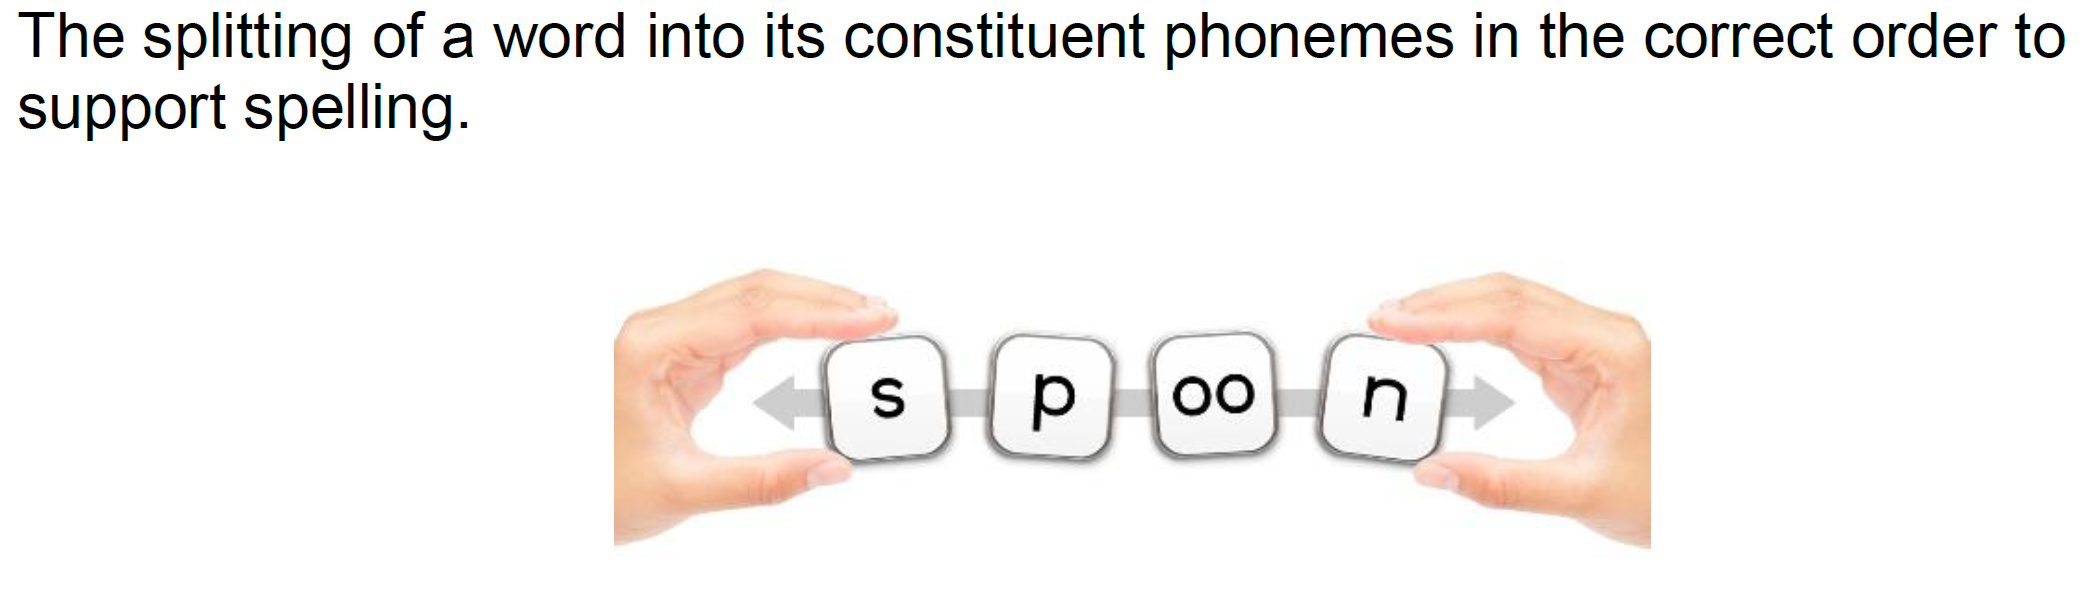 The splitting of a word into its constituent phonemes in the correct order to
support spelling.
s p oo n